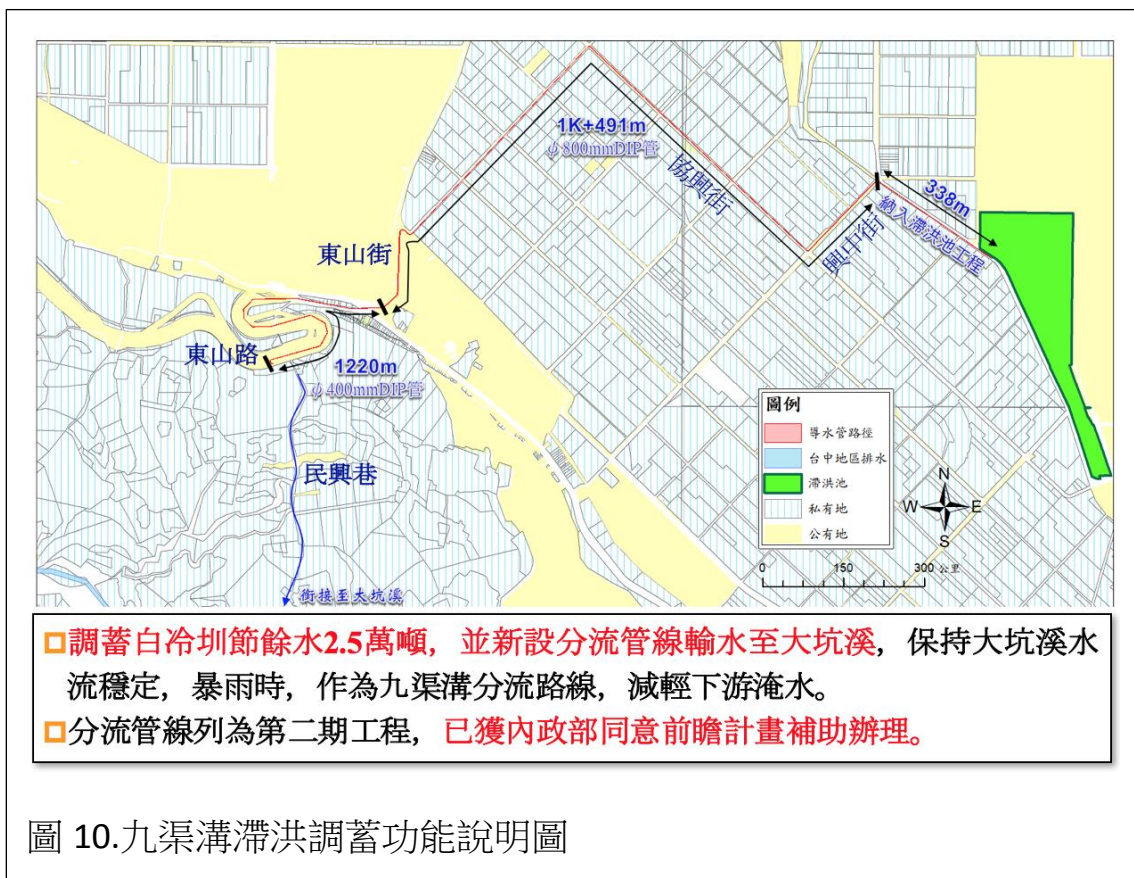 1K+491m
ψ800mmDIP管
協興街
338m
納入滯洪池工程
興中街
東山街
東山路
1220m
ψ400mmDIP管
民興巷
銜接至大坑溪
圖例
導水管路徑
台中地區排水
滯洪池
私有地
公有地
N
W
E
S
0 150 300 公里
調蓄白冷圳節餘水2.5萬噸，並新設分流管線輸水至大坑溪，保持大坑溪水
流穩定，暴雨時，作為九渠溝分流路線，減輕下游淹水。
分流管線列為第二期工程，已獲內政部同意前瞻計畫補助辦理。
圖 10.九渠溝滯洪調蓄功能說明圖